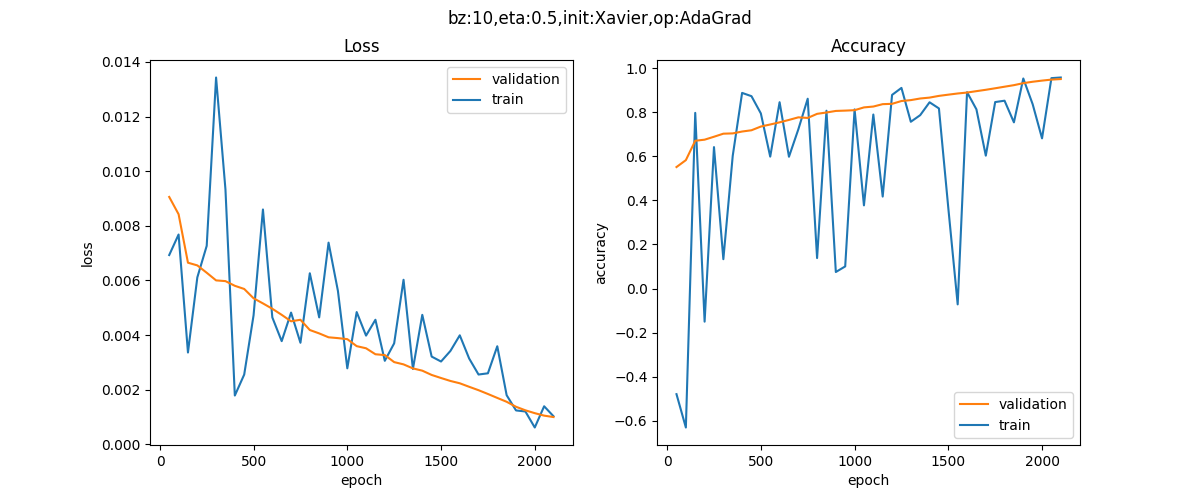 bz:10,eta:0.5,init:Xavier,op:AdaGrad
Loss
0.014
0.012
0.010
0.008
0.006
0.004
0.002
0.000
loss
0
500
1000
1500
2000
epoch
validation
train
Accuracy
1.0
0.8
0.6
0.4
0.2
0.0
−0.2
−0.4
−0.6
accuracy
0
500
1000
1500
2000
epoch
validation
train